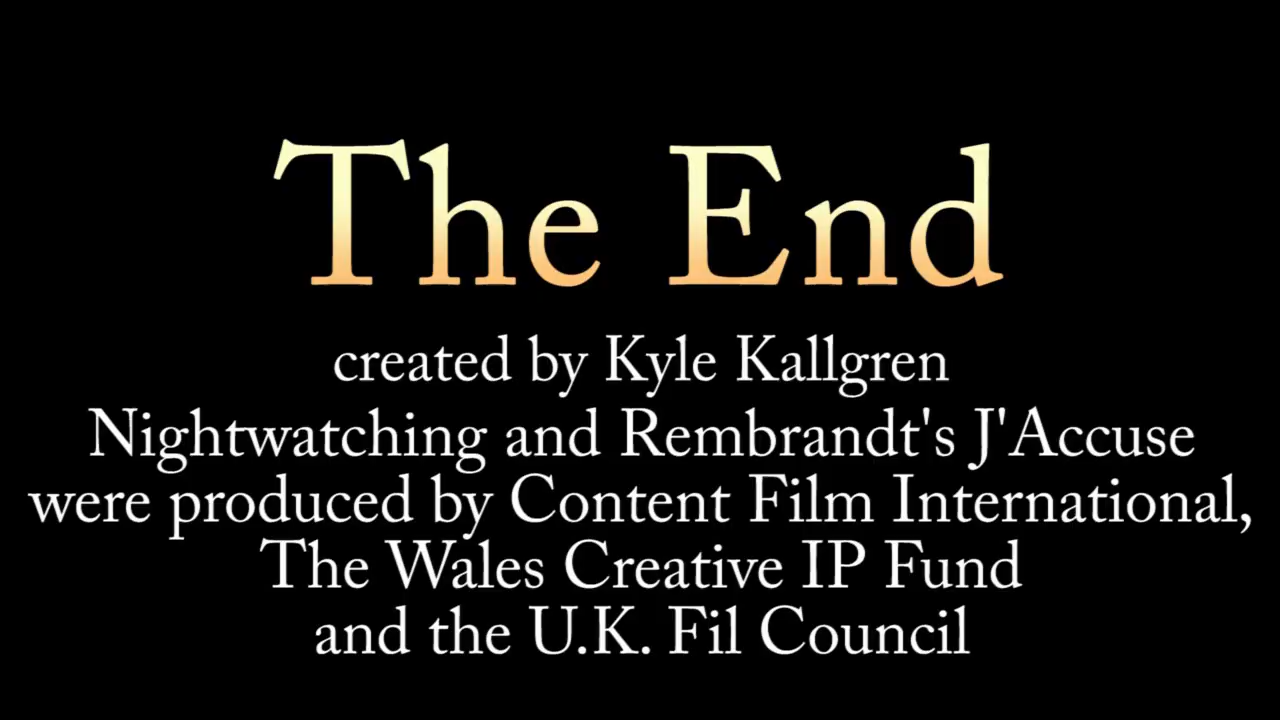 The End
created by Kyle Kallgren
Nightwatching and Rembrandt's J'Accuse
were produced by Content Film International,
The Wales Creative IP Fund
and the U.K. Fil Council